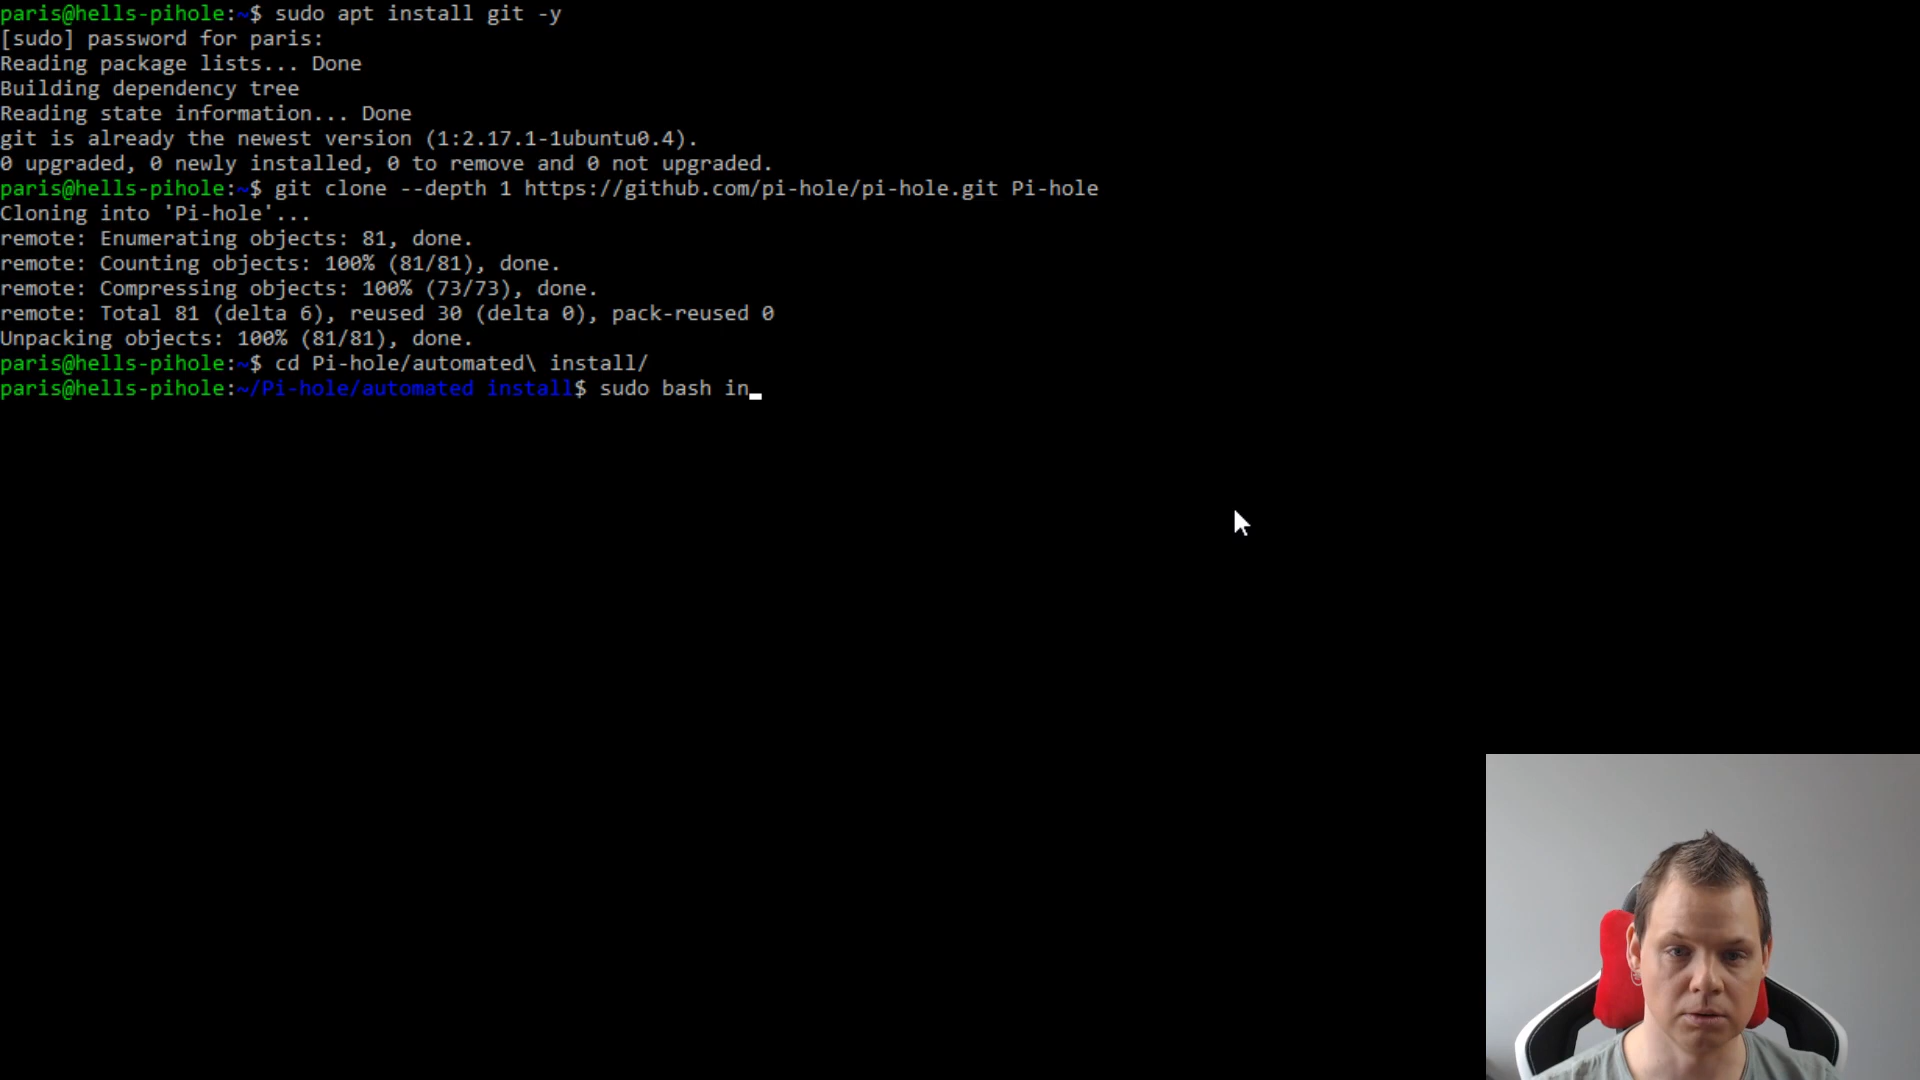 paris@hells-pihole:~$ sudo apt install git -y
[sudo] password for paris:
Reading package lists... Done
Building dependency tree
Reading state information... Done
git is already the newest version (1:2.17.1-1ubuntu0.4).
0 upgraded, 0 newly installed, 0 to remove and 0 not upgraded.
paris@hells-pihole:~$ git clone --depth 1 https://github.com/pi-hole/pi-hole.git Pi-hole
Cloning into 'Pi-hole'...
remote: Enumerating objects: 81, done.
remote: Counting objects: 100% (81/81), done.
remote: Compressing objects: 100% (73/73), done.
remote: Total 81 (delta 6), reused 30 (delta 0), pack-reused 0
Unpacking objects: 100% (81/81), done.
paris@hells-pihole:~$ cd Pi-hole/automated\ install/
paris@hells-pihole:~/Pi-hole/automated install$ sudo bash in